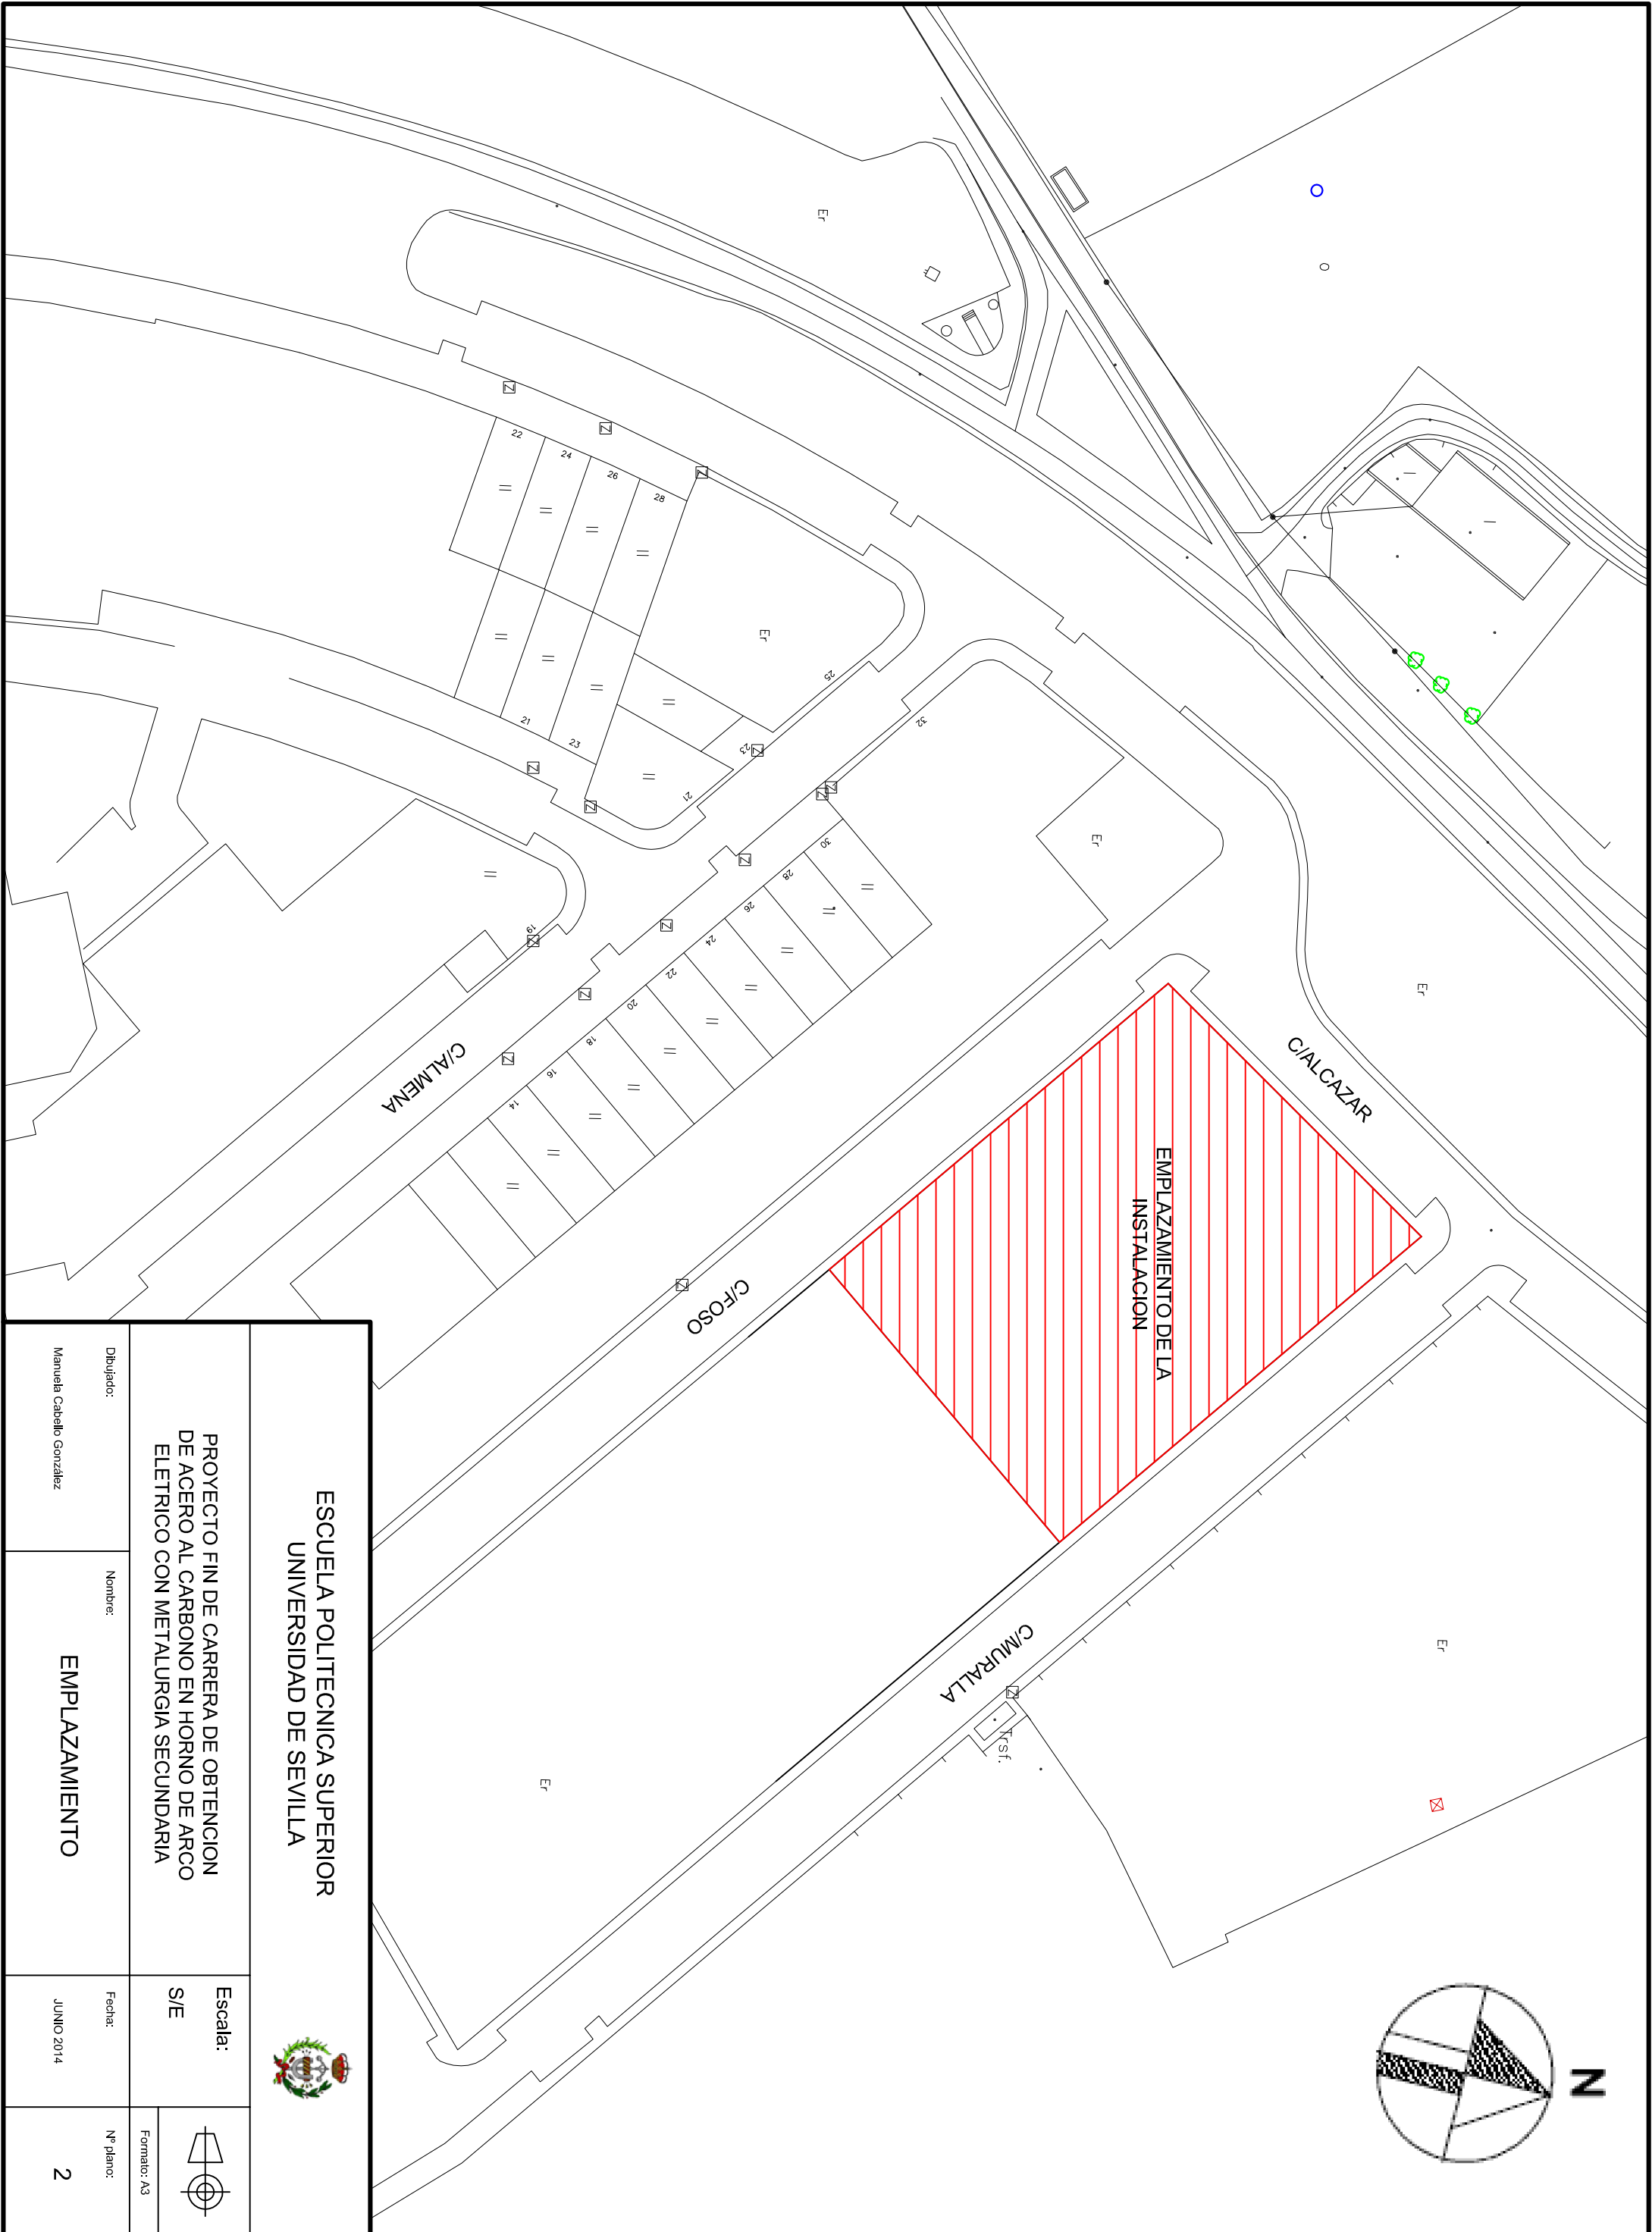 N
Er
O
22
24
26
28
Er
25
23
21
21
23
19
32
30
28
26
24
22
20
18
16
14
Er
Er
C/ALCAZAR
EMPLAZAMIENTO DE LA
INSTALACION
C/ALMENA
C/FOSO
C/MURALLA
Trsf.
Er
Er
ESCUELA POLITECNICA SUPERIOR
UNIVERSIDAD DE SEVILLA
PROYECTO FIN DE CARRERA DE OBTENCION
DE ACERO AL CARBONO EN HORNO DE ARCO
ELETRICO CON METALURGIA SECUNDARIA
Escala:
S/E
Formato: A3
Dibujado:
Manuela Cabello González
Nombre:
EMPLAZAMIENTO
Fecha:
JUNIO 2014
Nº plano:
2